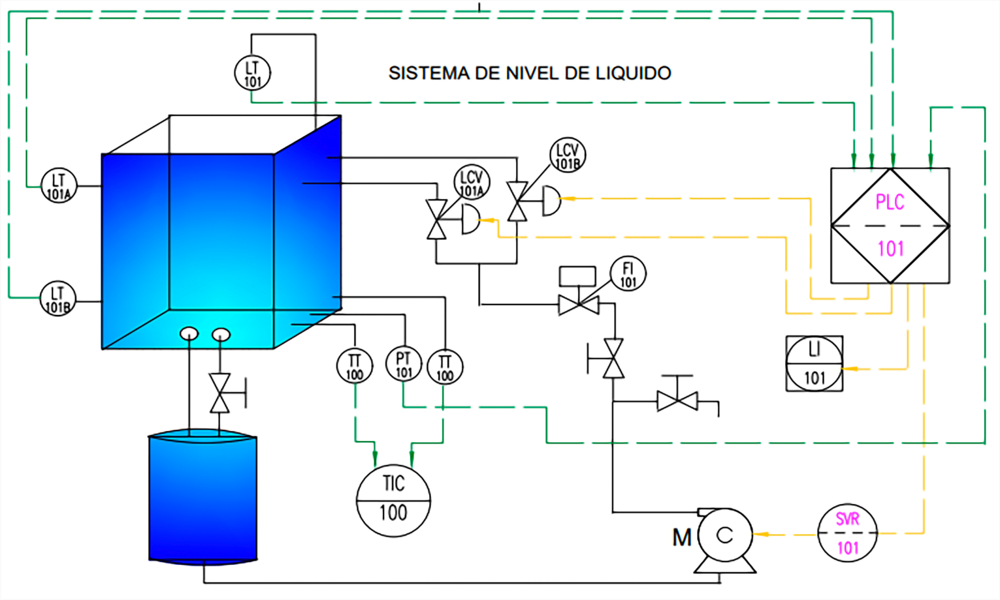 LT
101
SISTEMA DE NIVEL DE LIQUIDO
LCV
101B
LT
101A
LCV
101A
PLC
101
FI
101
LT
101B
LI
101
TT
100
PT
101
TT
100
TIC
100
SVR
101
M
C